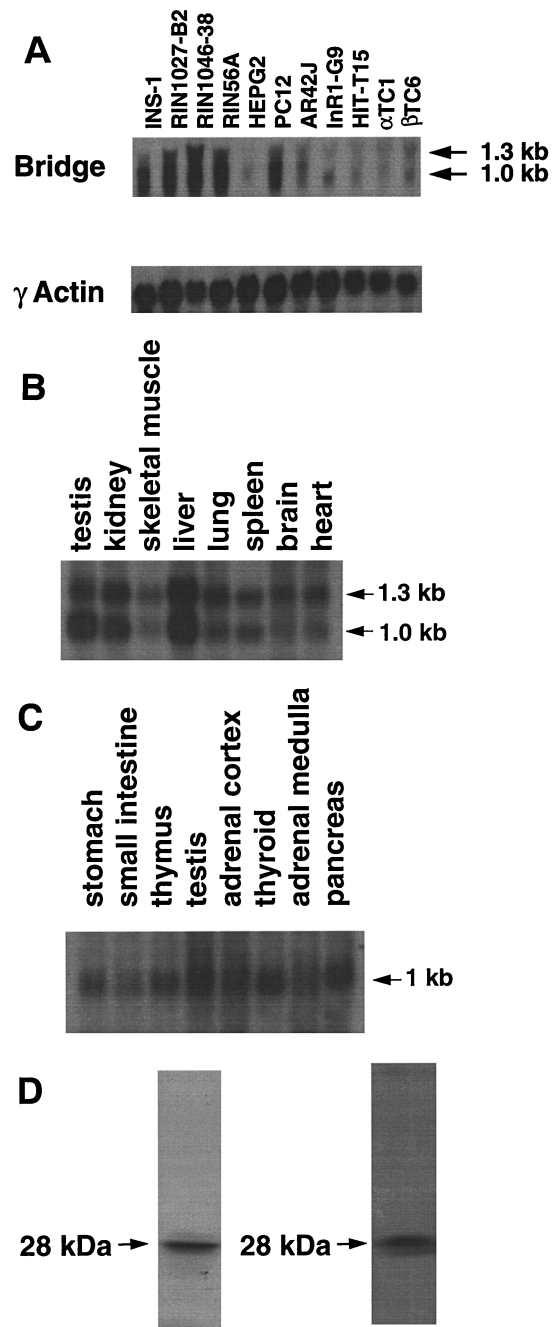 A
INS-1
RIN1027-B2
RIN1046-38
RIN56A
HEPG2
PC12
AR42J
InR1-G9
HIT-T15
αTC1
βTC6
Bridge
1.3 kb
1.0 kb
γ Actin
B
testis
kidney
skeletal muscle
liver
lung
spleen
brain
heart
1.3 kb
1.0 kb
C
stomach
small intestine
thymus
testis
adrenal cortex
thyroid
adrenal medulla
pancreas
1 kb
D
28 kDa
28 kDa